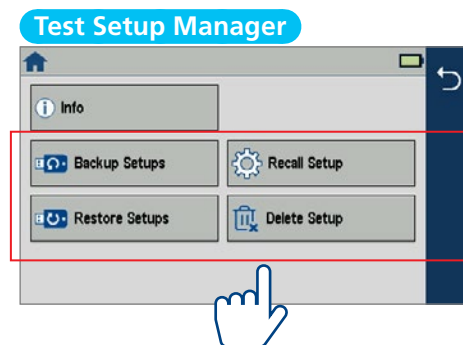 Test Setup Manager
Info
Backup Setups
Recall Setup
Restore Setups
Delete Setup